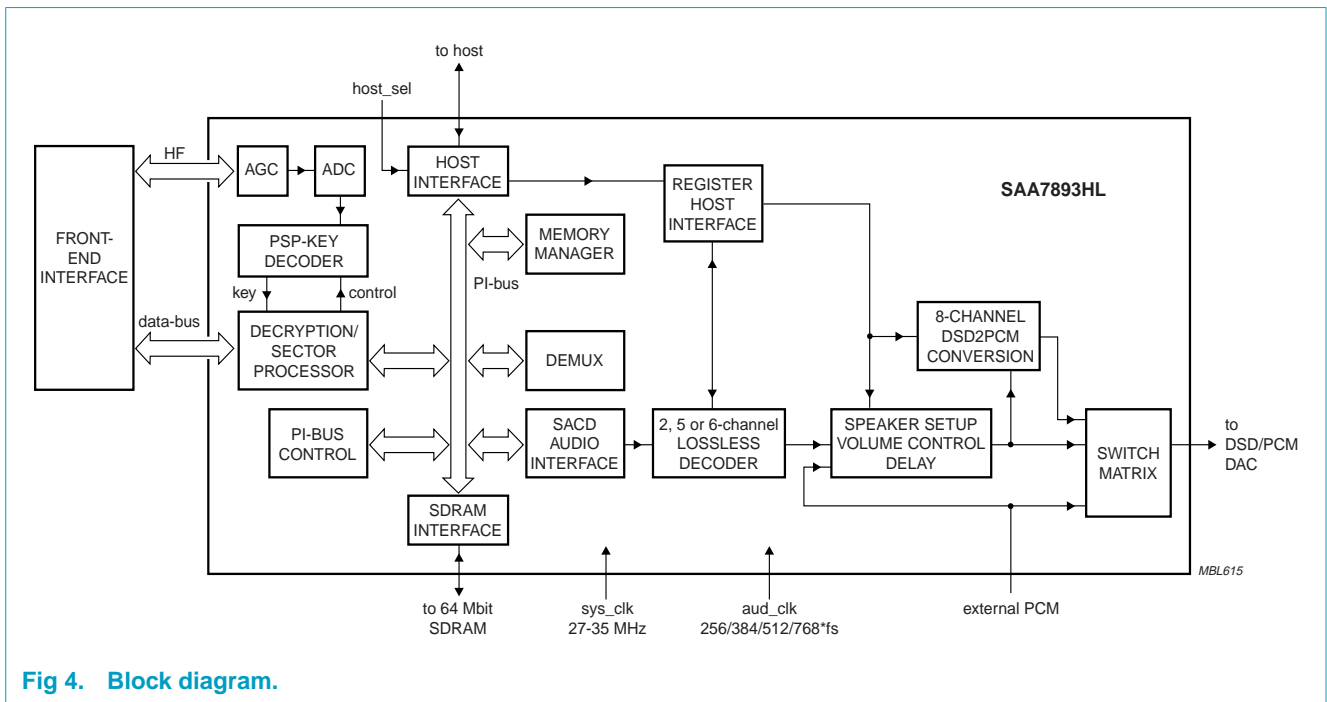 to host
host_sel
HF
AGC
ADC
HOST
INTERFACE
REGISTER
HOST
INTERFACE
SAA7893HL
FRONT-
END
INTERFACE
PSP-KEY
DECODER
MEMORY
MANAGER
PI-bus
key
control
data-bus
DECRYPTION/
SECTOR
PROCESSOR
DEMUX
8-CHANNEL
DSD2PCM
CONVERSION
PI-BUS
CONTROL
SACD
AUDIO
INTERFACE
2, 5 or 6-channel
LOSSLESS
DECODER
SPEAKER SETUP
VOLUME CONTROL
DELAY
SWITCH
MATRIX
to
DSD/PCM
DAC
SDRAM
INTERFACE
MBL615
to 64 Mbit
SDRAM
sys_clk
27-35 MHz
aud_clk
256/384/512/768*fs
external PCM
Fig 4. Block diagram.